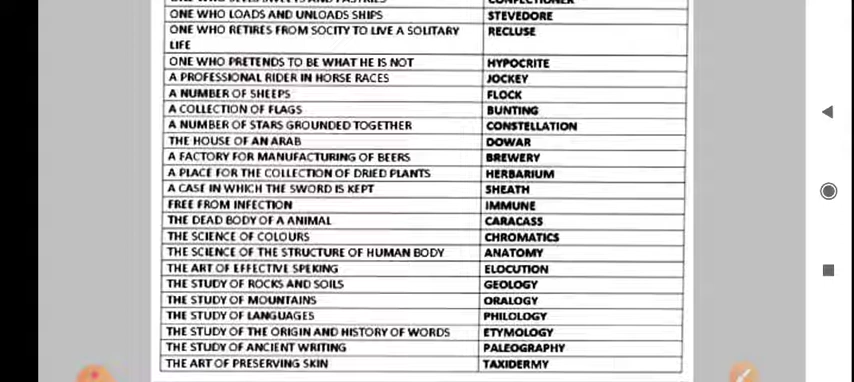 ONE WHO LOADS AND UNLOADS SHIPS STEVEDORE
ONE WHO RETIRES FROM SOCITY TO LIVE A SOLITARY RECLUSE
LIFE
ONE WHO PRETENDS TO BE WHAT HE IS NOT HYPOCRITE
A PROFESSIONAL RIDER IN HORSE RACES JOCKEY
A NUMBER OF SHEEPS FLOCK
A COLLECTION OF FLAGS BUNTING
A NUMBER OF STARS GROUNDED TOGETHER CONSTELLATION
THE HOUSE OF AN ARAB DOWAR
A FACTORY FOR MANUFACTURING OF BEERS BREWERY
A PLACE FOR THE COLLECTION OF DRIED PLANTS HERBARIUM
A CASE IN WHICH THE SWORD IS KEPT SHEATH
FREE FROM INFECTION IMMUNE
THE DEAD BODY OF A ANIMAL CARACASS
THE SCIENCE OF COLOURS CHROMATICS
THE SCIENCE OF THE STRUCTURE OF HUMAN BODY ANATOMY
THE ART OF EFFECTIVE SPEKING ELOCUTION
THE STUDY OF ROCKS AND SOILS GEOLOGY
THE STUDY OF MOUNTAINS ORALOGY
THE STUDY OF LANGUAGES PHILOLOGY
THE STUDY OF THE ORIGIN AND HISTORY OF WORDS ETYMOLOGY
THE STUDY OF ANCIENT WRITING PALEOGRAPHY
THE ART OF PRESERVING SKIN TAXIDERMY